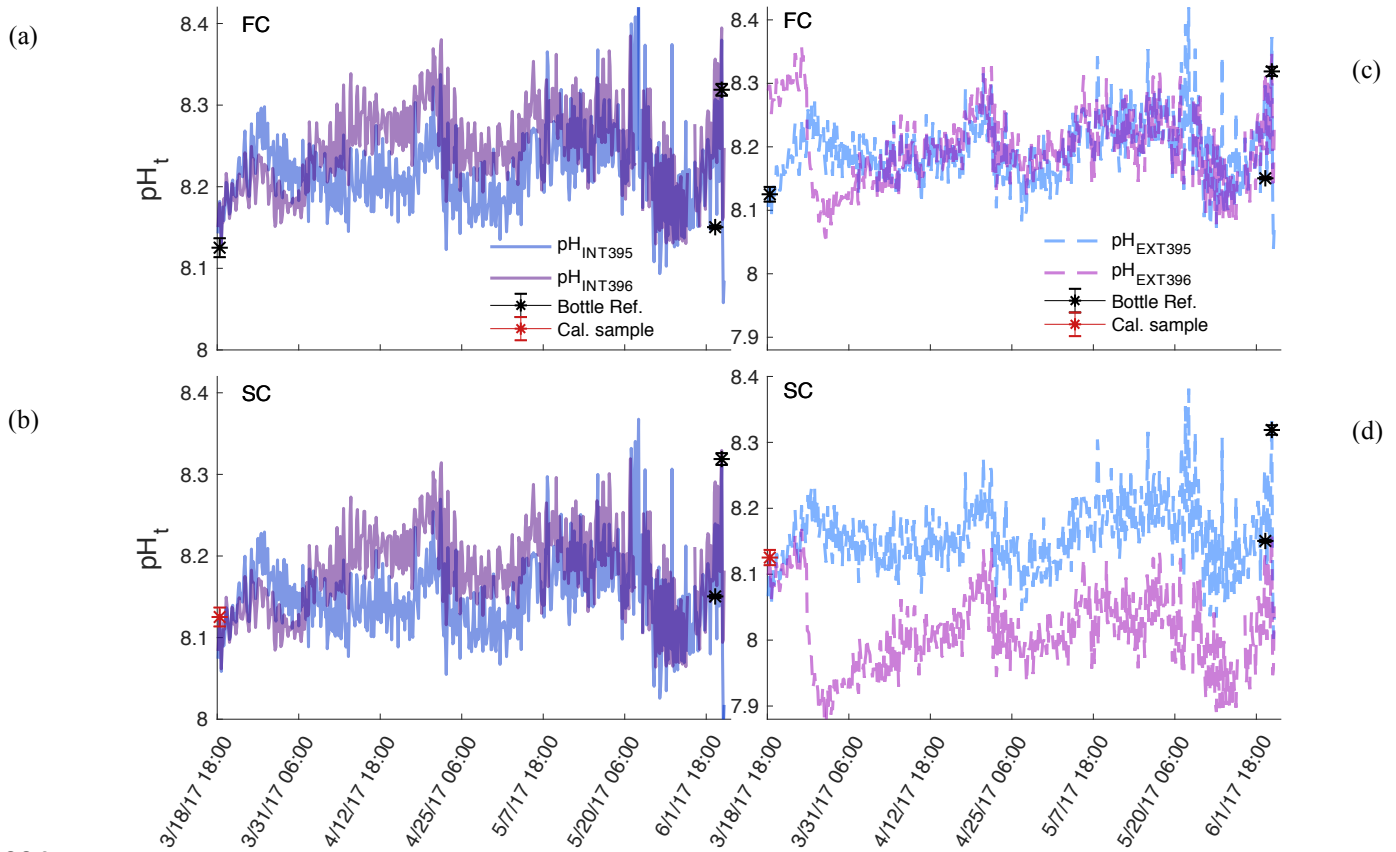 (a)
FC
8.4
8.3
8.2
8.1
8
pH_t
pH_INT395
pH_INT396
Bottle Ref.
Cal. sample
(c)
FC
8.4
8.3
8.2
8.1
8
7.9
pH_EXT395
pH_EXT396
Bottle Ref.
Cal. sample
(b)
SC
8.4
8.3
8.2
8.1
8
pH_t
3/18/17 18:00
3/31/17 06:00
4/12/17 18:00
4/25/17 06:00
5/7/17 18:00
5/20/17 06:00
6/1/17 18:00
(d)
SC
8.4
8.3
8.2
8.1
8
7.9
3/18/17 18:00
3/31/17 06:00
4/12/17 18:00
4/25/17 06:00
5/7/17 18:00
5/20/17 06:00
6/1/17 18:00